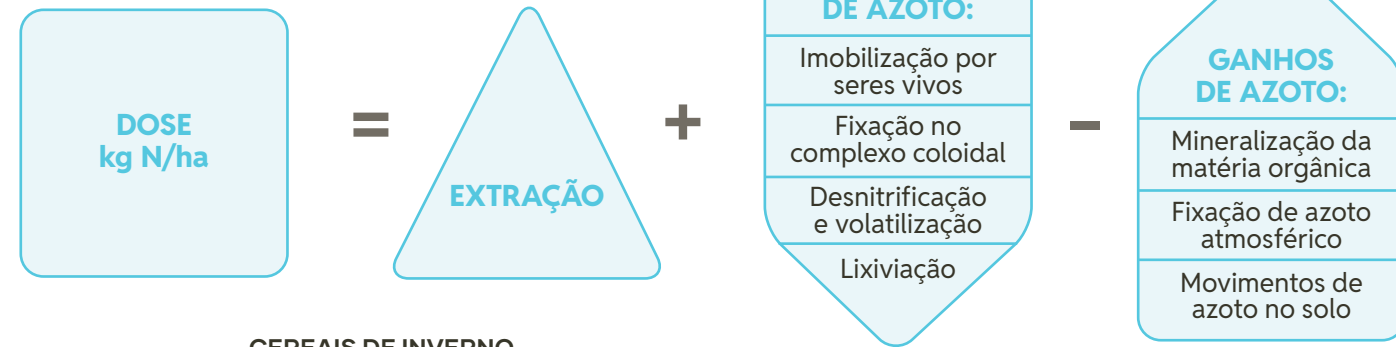 DOSE
kg N/ha
=
EXTRAÇÃO
+
DE AZOTO:
Imobilização por
seres vivos
Fixação no
complexo coloidal
Desnitrificação
e volatilização
Lixiviação
-
GANHOS
DE AZOTO:
Mineralização da
matéria orgânica
Fixação de azoto
atmosférico
Movimentos de
azoto no solo
CEREAIS DE INVERNO